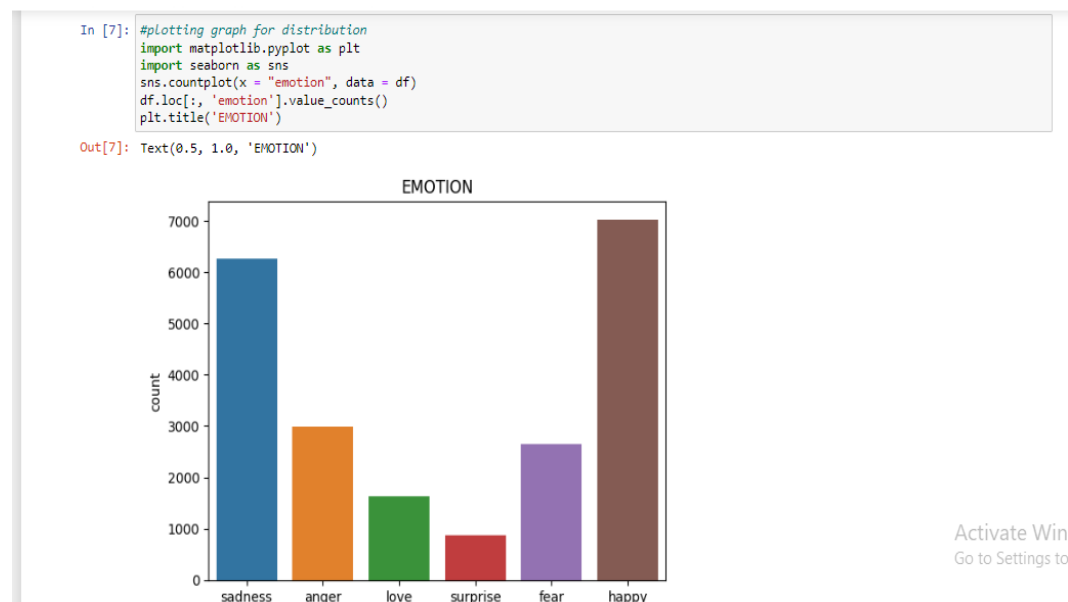 In [7]: #plotting graph for distribution
import matplotlib.pyplot as plt
import seaborn as sns
sns.countplot(x = "emotion", data = df)
df.loc[:, 'emotion'].value_counts()
plt.title('EMOTION')
Out[7]: Text(0.5, 1.0, 'EMOTION')
EMOTION
7000
6000
5000
4000
3000
2000
1000
0
count
sadness anger love surprise fear happy
Activate Win
Go to Settings to